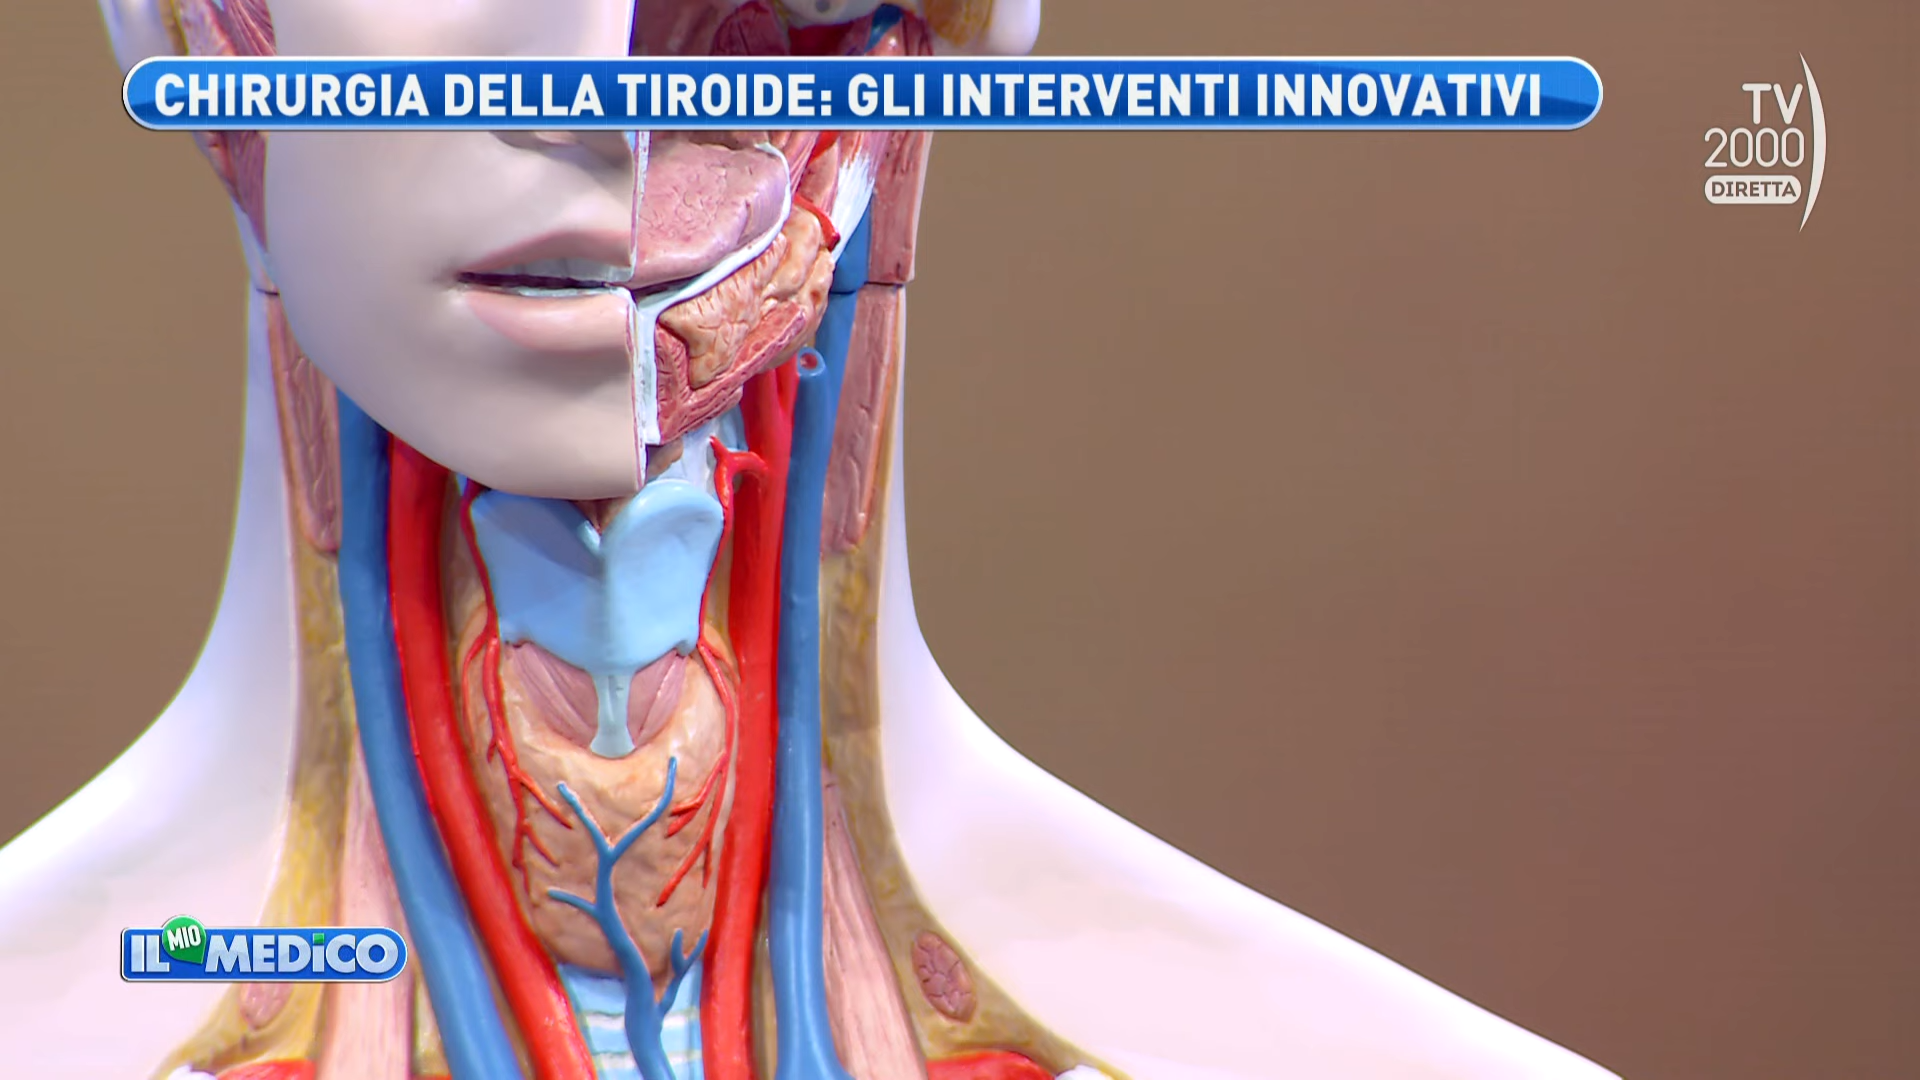 CHIRURGIA DELLA TIROIDE: GLI INTERVENTI INNOVATIVI
TV
2000
DIRETTA
IL MIO MEDICO